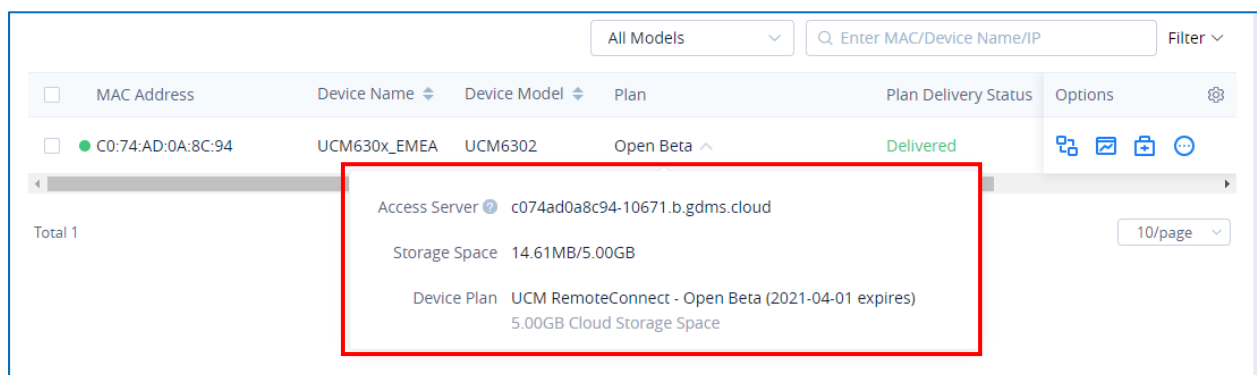 All Models Enter MAC/Device Name/IP Filter
MAC Address Device Name Device Model Plan Plan Delivery Status Options
C0:74:AD:0A:8C:94 UCM630x_EMEA UCM6302 Open Beta Delivered
Access Server c074ad0a8c94-10671.b.gdms.cloud
Total 1 10/page
Storage Space 14.61MB/5.00GB
Device Plan UCM RemoteConnect - Open Beta (2021-04-01 expires)
5.00GB Cloud Storage Space